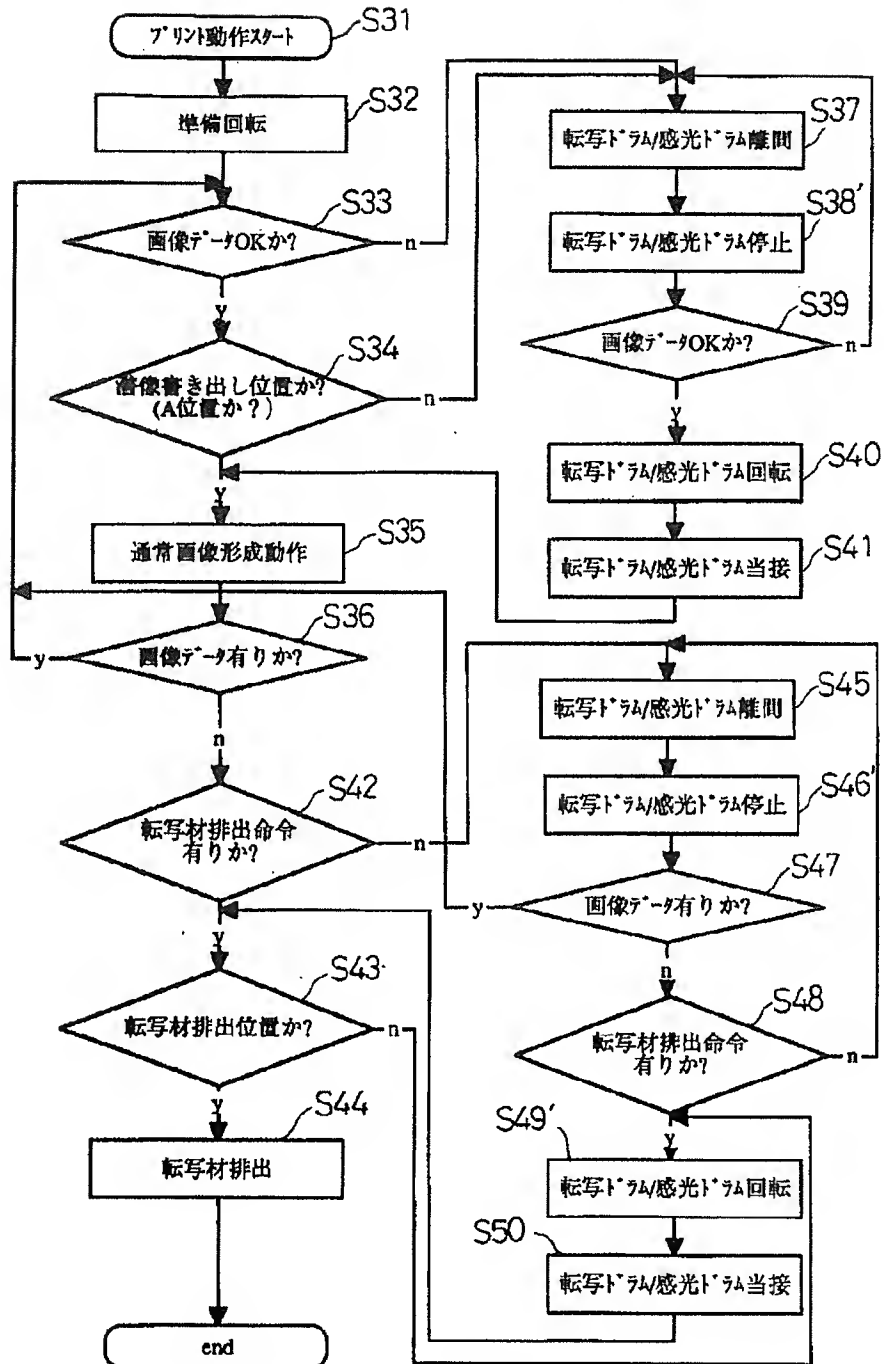 プリント動作スタート
S31
準備回転
S32
画像データOKか?
S33
n
y
潜像書き出し位置か?
(A位置か?)
S34
n
y
通常画像形成動作
S35
画像データ有りか?
S36
y
n
転写材排出命令
有りか?
S42
n
y
転写材排出位置か?
S43
n
y
転写材排出
S44
end
転写ドラム/感光ドラム離間
S37
転写ドラム/感光ドラム停止
S38'
画像データOKか?
S39
n
y
転写ドラム/感光ドラム回転
S40
転写ドラム/感光ドラム当接
S41
転写ドラム/感光ドラム離間
S45
転写ドラム/感光ドラム停止
S46'
画像データ有りか?
S47
y
n
転写材排出命令
有りか?
S48
n
y
転写ドラム/感光ドラム回転
S49'
転写ドラム/感光ドラム当接
S50